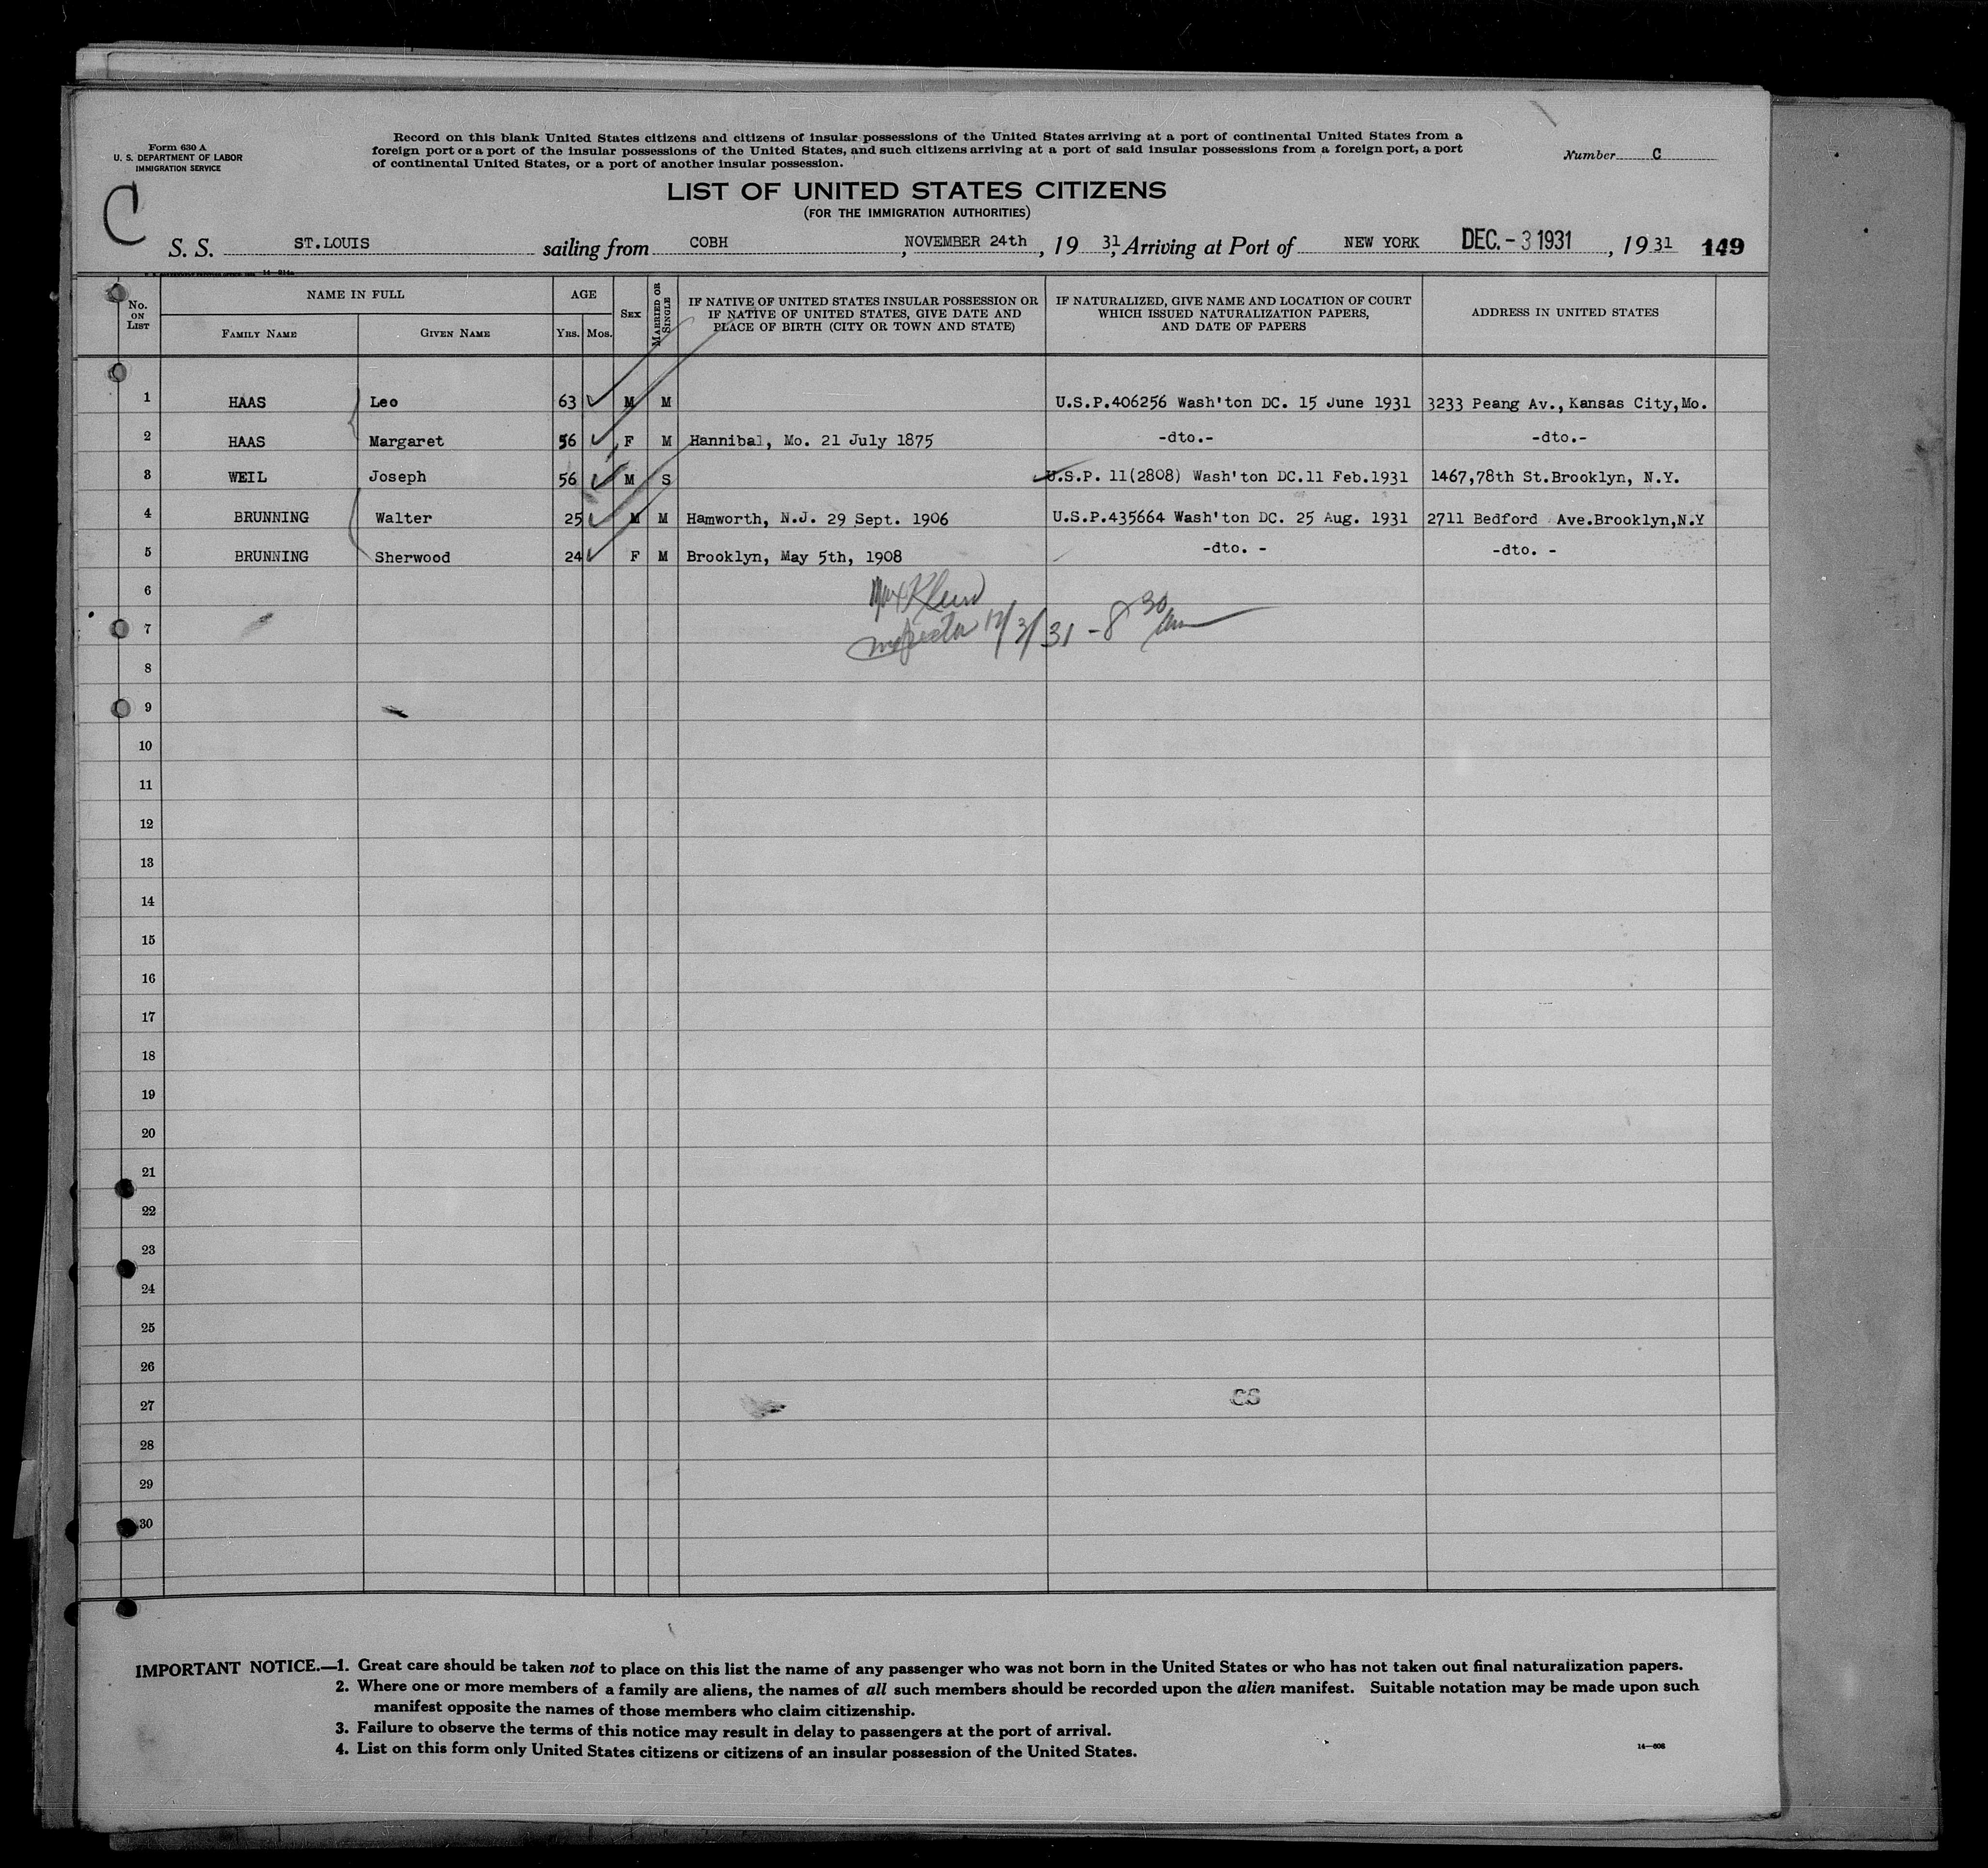 Form 630 A
U. S. DEPARTMENT OF LABOR
IMMIGRATION SERVICE
Record on this blank United States citizens and citizens of insular possessions of the United States arriving at a port of continental United States from a
foreign port or a port of the insular possessions of the United States, and such citizens arriving at a port of said insular possessions from a foreign port, a port
of continental United States, or a port of another insular possession.
Number C
C
LIST OF UNITED STATES CITIZENS
(FOR THE IMMIGRATION AUTHORITIES)
S. S. ST.LOUIS sailing from COBH, NOVEMBER 24th, 19 31, Arriving at Port of NEW YORK DEC. - 3 1931, 19 31 149
No. ON LIST
NAME IN FULL
FAMILY NAME GIVEN NAME
AGE
YRS. MOS.
SEX
MARRIED OR SINGLE
IF NATIVE OF UNITED STATES INSULAR POSSESSION OR
IF NATIVE OF UNITED STATES, GIVE DATE AND
PLACE OF BIRTH (CITY OR TOWN AND STATE)
IF NATURALIZED, GIVE NAME AND LOCATION OF COURT
WHICH ISSUED NATURALIZATION PAPERS,
AND DATE OF PAPERS
ADDRESS IN UNITED STATES
1 HAAS Leo 63 M M U.S.P.406256 Wash'ton DC. 15 June 1931 3233 Peang Av., Kansas City,Mo.
2 HAAS Margaret 56 F M Hannibal, Mo. 21 July 1875 -dto.- -dto.-
3 WEIL Joseph 56 M S U.S.P. 11(2808) Wash'ton DC.11 Feb.1931 1467,78th St.Brooklyn, N.Y.
4 BRUNNING Walter 25 M M Hamworth, N.J. 29 Sept. 1906 U.S.P.435664 Wash'ton DC. 25 Aug. 1931 2711 Bedford Ave.Brooklyn,N.Y
5 BRUNNING Sherwood 24 F M Brooklyn, May 5th, 1908 -dto. - -dto. -
6 Max Klein
7 Inspector 12/3/31 - 8 30 am
8
9
10
11
12
13
14
15
16
17
18
19
20
21
22
23
24
25
26
27
28
29
30
IMPORTANT NOTICE.—1. Great care should be taken not to place on this list the name of any passenger who was not born in the United States or who has not taken out final naturalization papers.
2. Where one or more members of a family are aliens, the names of all such members should be recorded upon the alien manifest. Suitable notation may be made upon such
manifest opposite the names of those members who claim citizenship.
3. Failure to observe the terms of this notice may result in delay to passengers at the port of arrival.
4. List on this form only United States citizens or citizens of an insular possession of the United States.
14—608